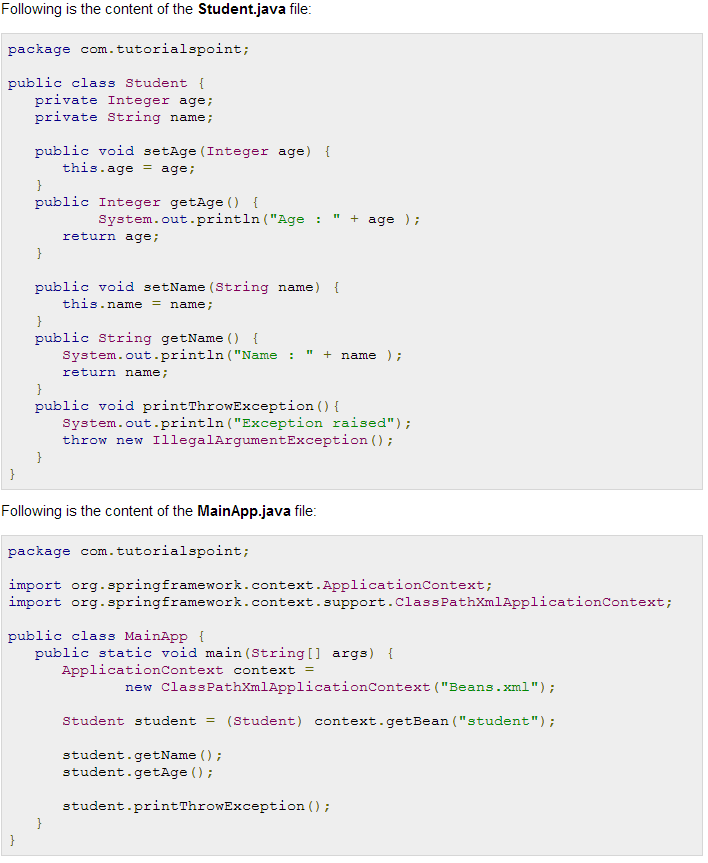 Following is the content of the Student.java file:
package com.tutorialspoint;
public class Student {
   private Integer age;
   private String name;
   public void setAge(Integer age) {
      this.age = age;
   }
   public Integer getAge() {
          System.out.println("Age : " + age );
      return age;
   }
   public void setName(String name) {
      this.name = name;
   }
   public String getName() {
      System.out.println("Name : " + name );
      return name;
   }
   public void printThrowException(){
      System.out.println("Exception raised");
      throw new IllegalArgumentException();
   }
}
Following is the content of the MainApp.java file:
package com.tutorialspoint;
import org.springframework.context.ApplicationContext;
import org.springframework.context.support.ClassPathXmlApplicationContext;
public class MainApp {
   public static void main(String[] args) {
      ApplicationContext context =
             new ClassPathXmlApplicationContext("Beans.xml");
      Student student = (Student) context.getBean("student");
      student.getName();
      student.getAge();
      student.printThrowException();
   }
}